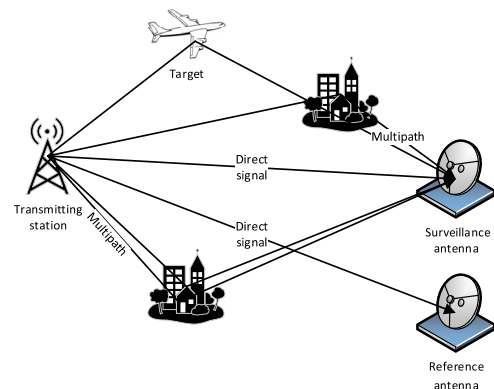 Target
Multipath
Direct
signal
Transmitting
station
Multipath
Direct
signal
Surveillance
antenna
Reference
antenna